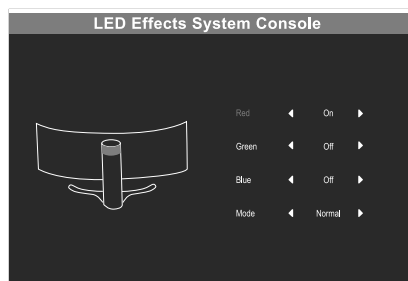 LED Effects System Console
Red On
Green Off
Blue Off
Mode Normal